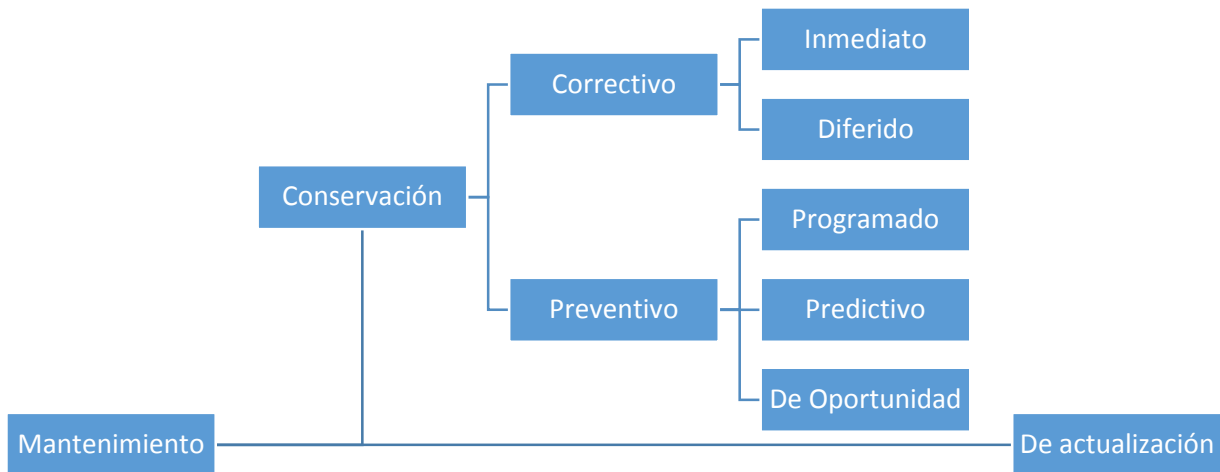 Inmediato
Correctivo
Diferido
Conservación
Programado
Preventivo
Predictivo
De Oportunidad
Mantenimiento
De actualización